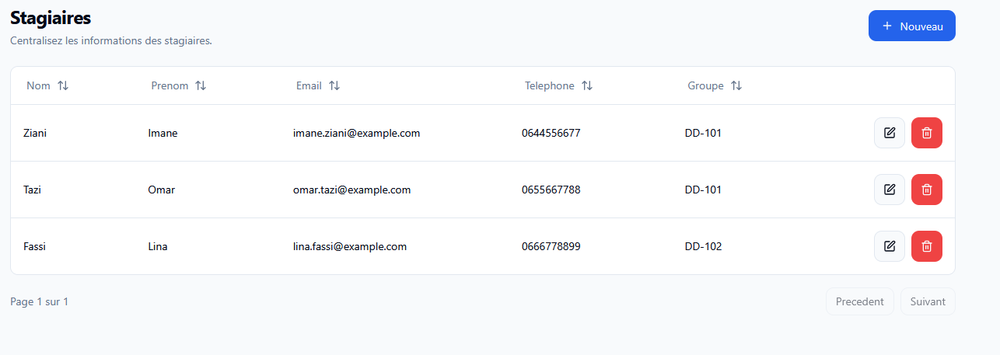 Stagiaires
Centralisez les informations des stagiaires.
Nouveau
Nom Prenom Email Telephone Groupe
Ziani Imane imane.ziani@example.com 0644556677 DD-101
Tazi Omar omar.tazi@example.com 0655667788 DD-101
Fassi Lina lina.fassi@example.com 0666778899 DD-102
Page 1 sur 1 Precedent Suivant